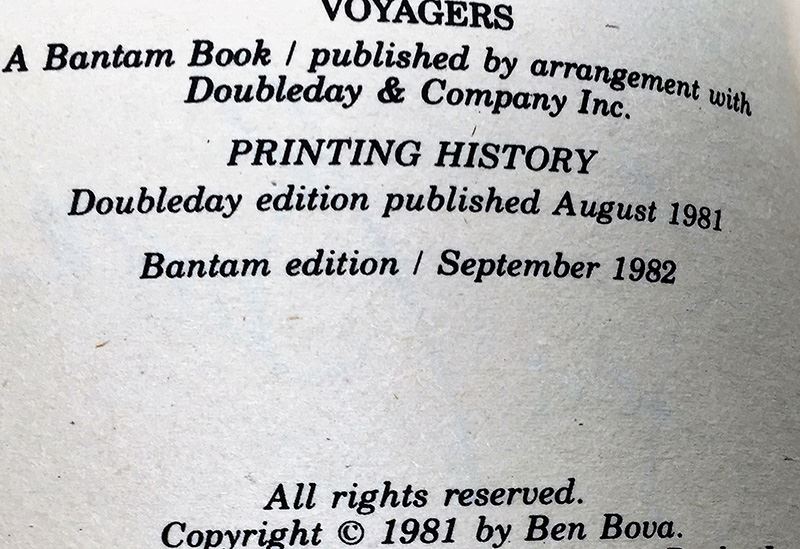 VOYAGERS
A Bantam Book / published by arrangement with
Doubleday & Company Inc.
PRINTING HISTORY
Doubleday edition published August 1981
Bantam edition / September 1982
All rights reserved.
Copyright © 1981 by Ben Bova.